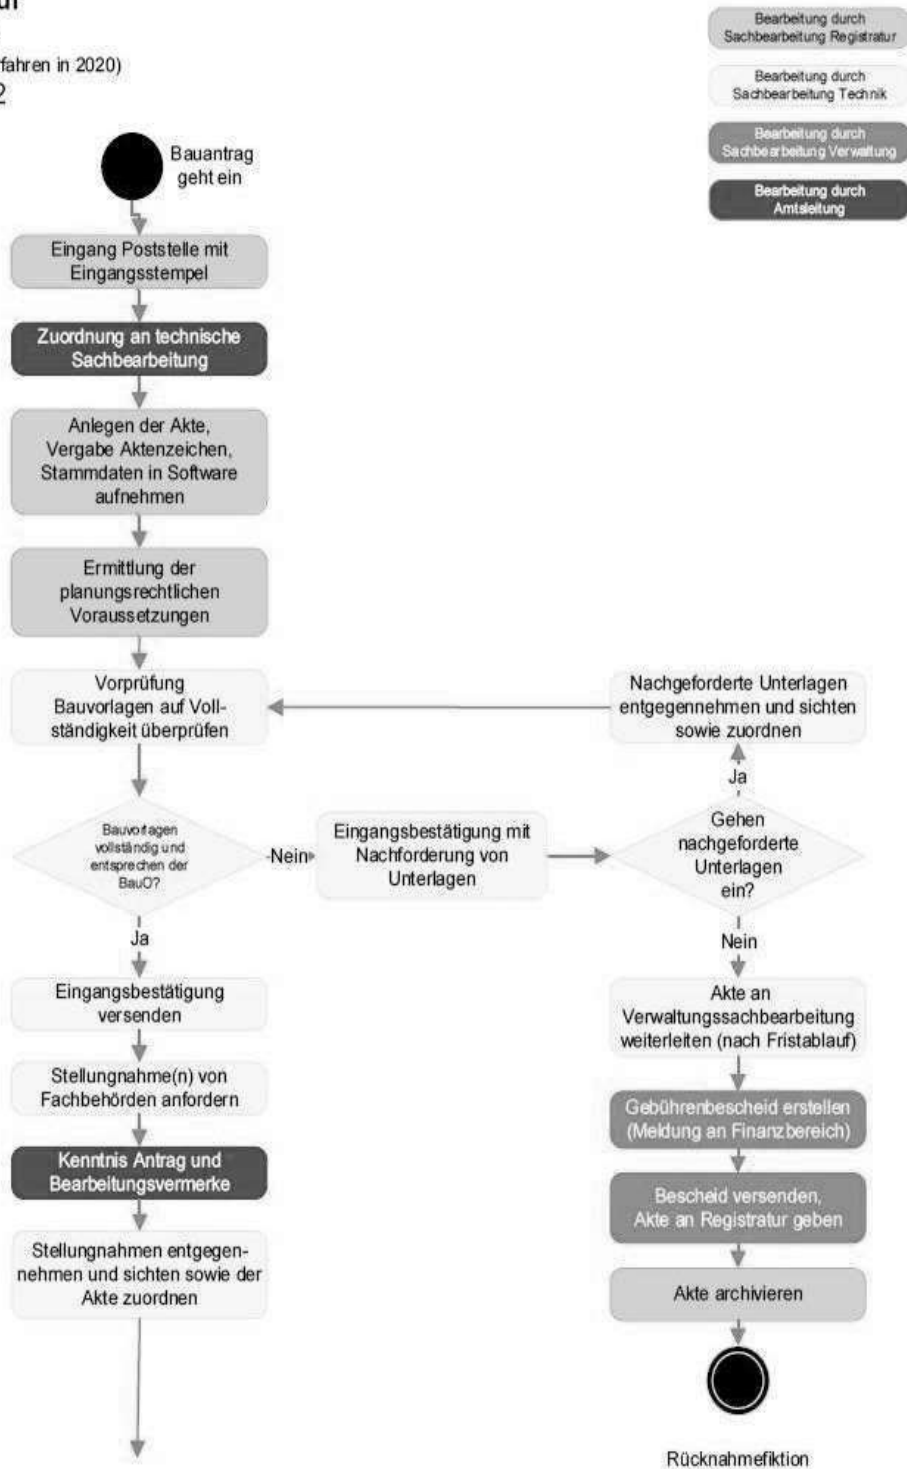 fahren in 2020)
2
Bearbeitung durch
Sachbearbeitung Registratur
Bearbeitung durch
Sachbearbeitung Technik
Bearbeitung durch
Sachbearbeitung Verwaltung
Bearbeitung durch
Amtsleitung
Bauantrag
geht ein
Eingang Poststelle mit
Eingangsstempel
Zuordnung an technische
Sachbearbeitung
Anlegen der Akte,
Vergabe Aktenzeichen,
Stammdaten in Software
aufnehmen
Ermittlung der
planungsrechtlichen
Voraussetzungen
Vorprüfung
Bauvorlagen auf Voll-
ständigkeit überprüfen
Nachgeforderte Unterlagen
entgegennehmen und sichten
sowie zuordnen
Ja
Bauvorlagen
vollständig und
entsprechen der
BauO?
Nein
Eingangsbestätigung mit
Nachforderung von
Unterlagen
Gehen
nachgeforderte
Unterlagen
ein?
Ja
Nein
Eingangsbestätigung
versenden
Akte an
Verwaltungssachbearbeitung
weiterleiten (nach Fristablauf)
Stellungnahme(n) von
Fachbehörden anfordern
Gebührenbescheid erstellen
(Meldung an Finanzbereich)
Kenntnis Antrag und
Bearbeitungsvermerke
Bescheid versenden,
Akte an Registratur geben
Stellungnahmen entgegen-
nehmen und sichten sowie der
Akte zuordnen
Akte archivieren
Rücknahmefiktion